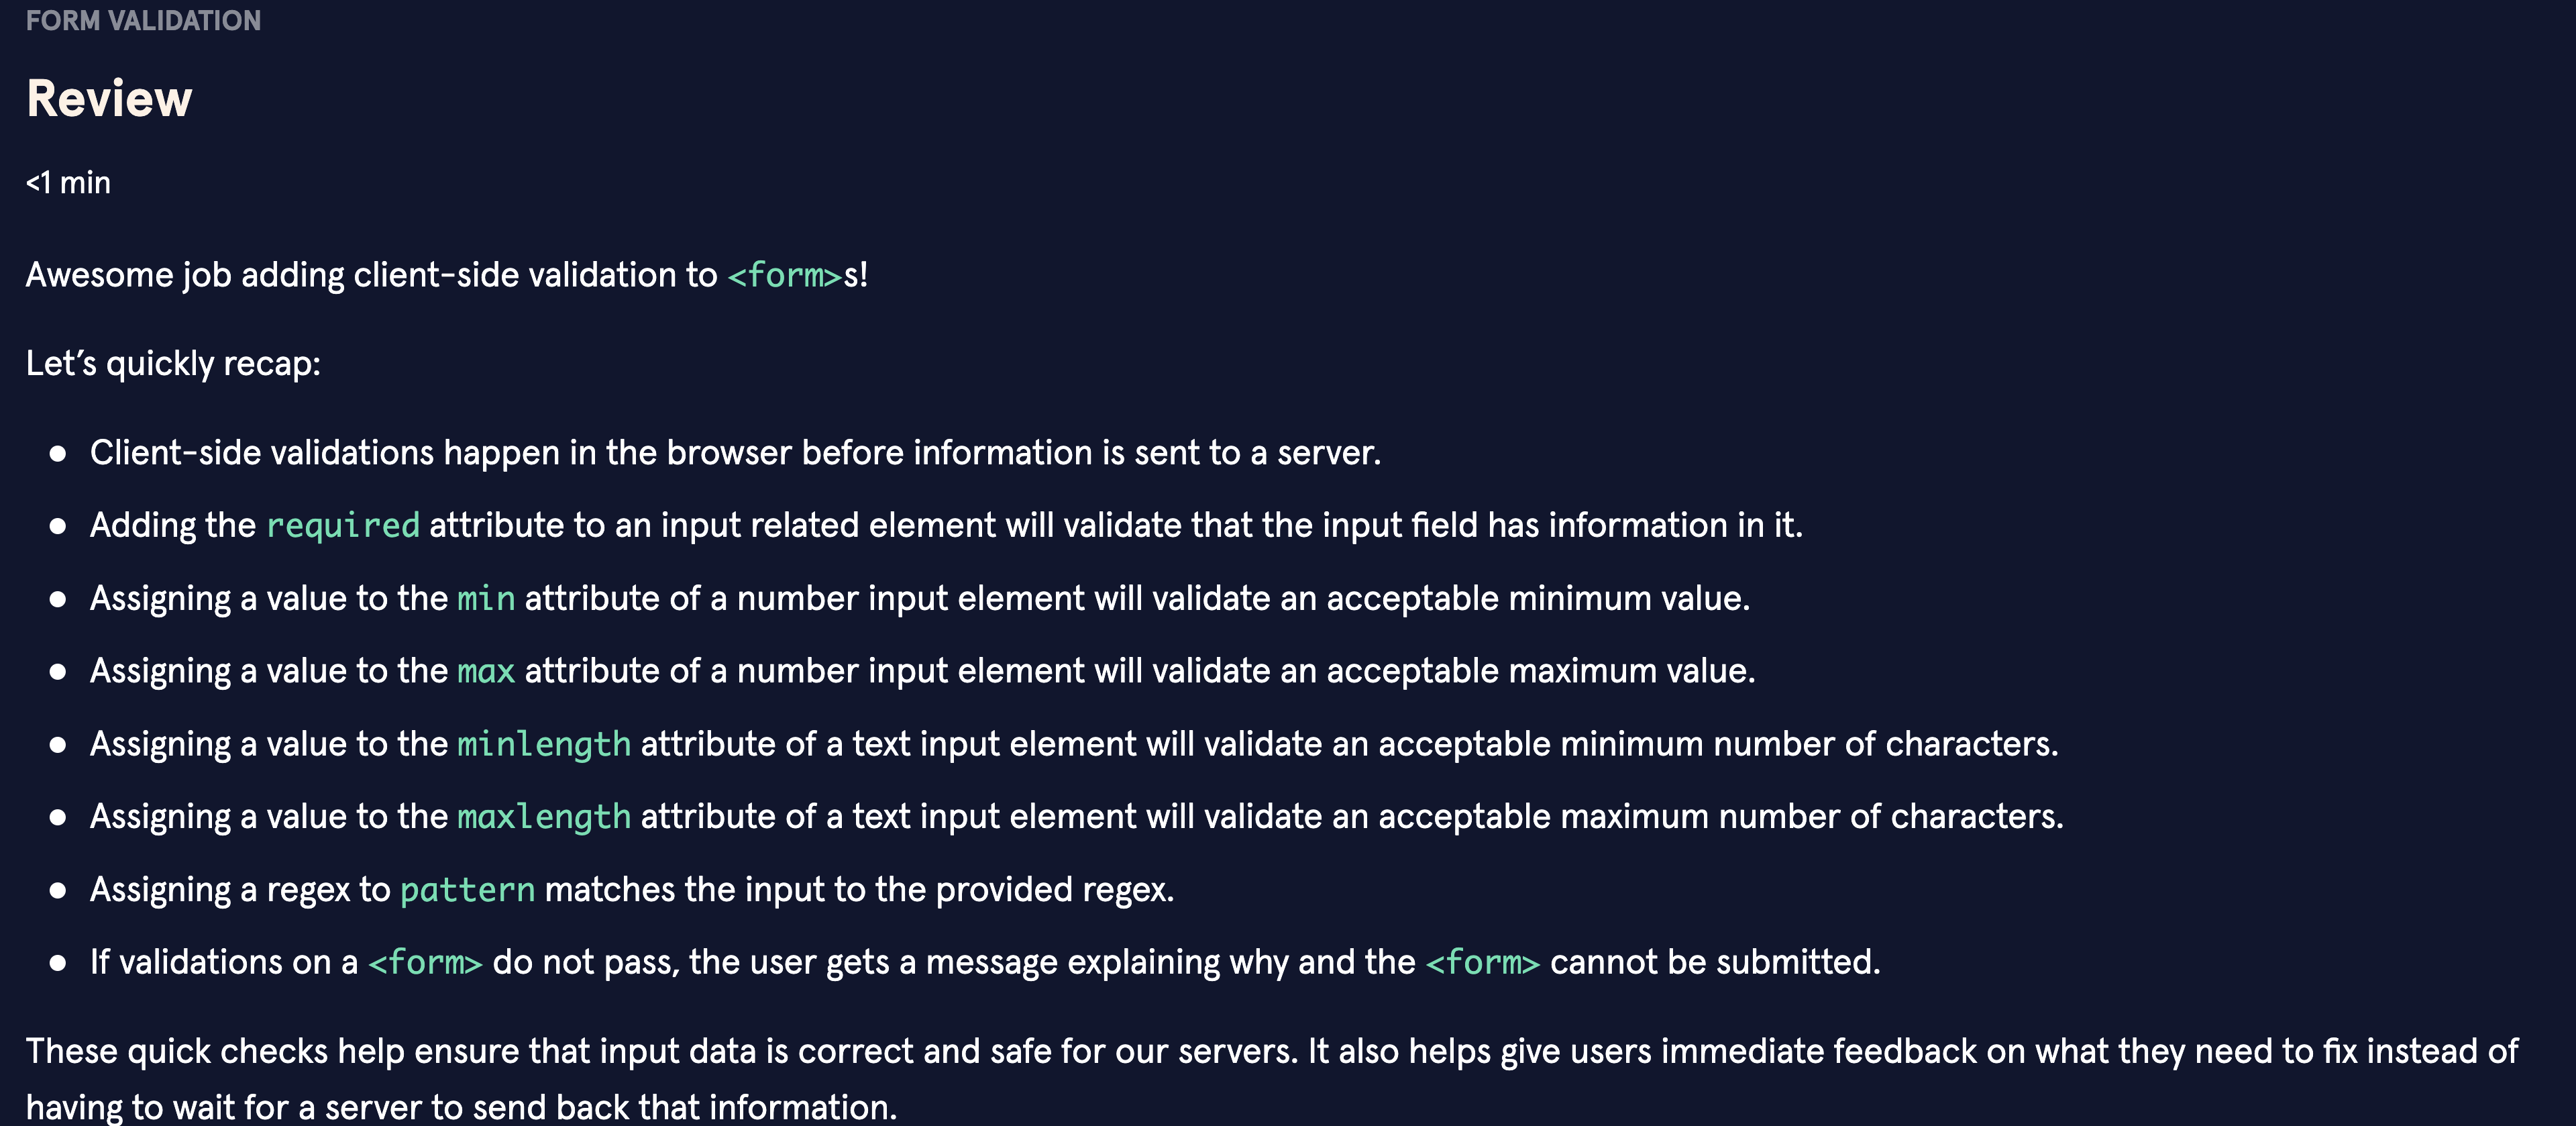 FORM VALIDATION
Review
<1 min
Awesome job adding client-side validation to <form>s!
Let’s quickly recap:
● Client-side validations happen in the browser before information is sent to a server.
● Adding the required attribute to an input related element will validate that the input field has information in it.
● Assigning a value to the min attribute of a number input element will validate an acceptable minimum value.
● Assigning a value to the max attribute of a number input element will validate an acceptable maximum value.
● Assigning a value to the minlength attribute of a text input element will validate an acceptable minimum number of characters.
● Assigning a value to the maxlength attribute of a text input element will validate an acceptable maximum number of characters.
● Assigning a regex to pattern matches the input to the provided regex.
● If validations on a <form> do not pass, the user gets a message explaining why and the <form> cannot be submitted.
These quick checks help ensure that input data is correct and safe for our servers. It also helps give users immediate feedback on what they need to fix instead of
having to wait for a server to send back that information.